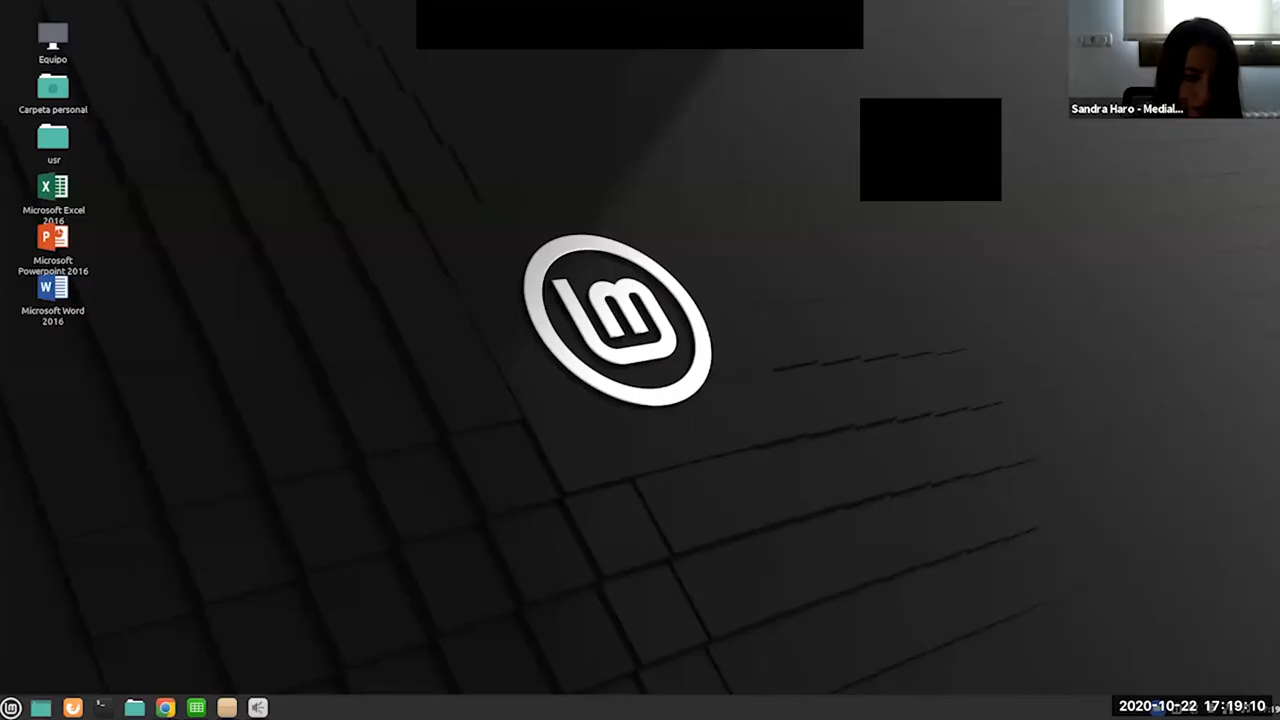 Equipo
Carpeta personal
usr
Microsoft Excel
2016
Microsoft
Powerpoint 2016
Microsoft Word
2016
Sandra Haro - Medial...
2020-10-22 17:19:10